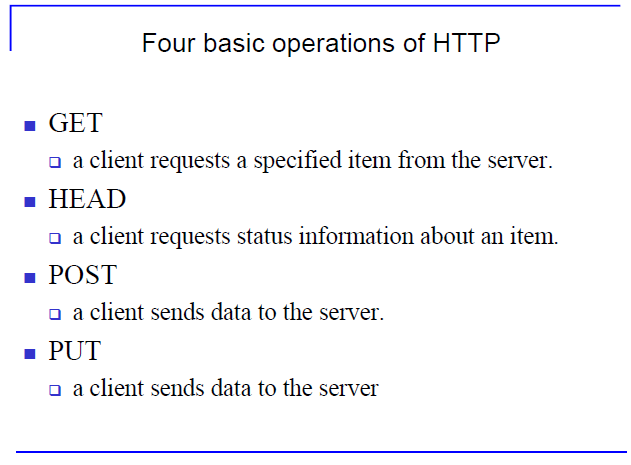 Four basic operations of HTTP
GET
a client requests a specified item from the server.
HEAD
a client requests status information about an item.
POST
a client sends data to the server.
PUT
a client sends data to the server